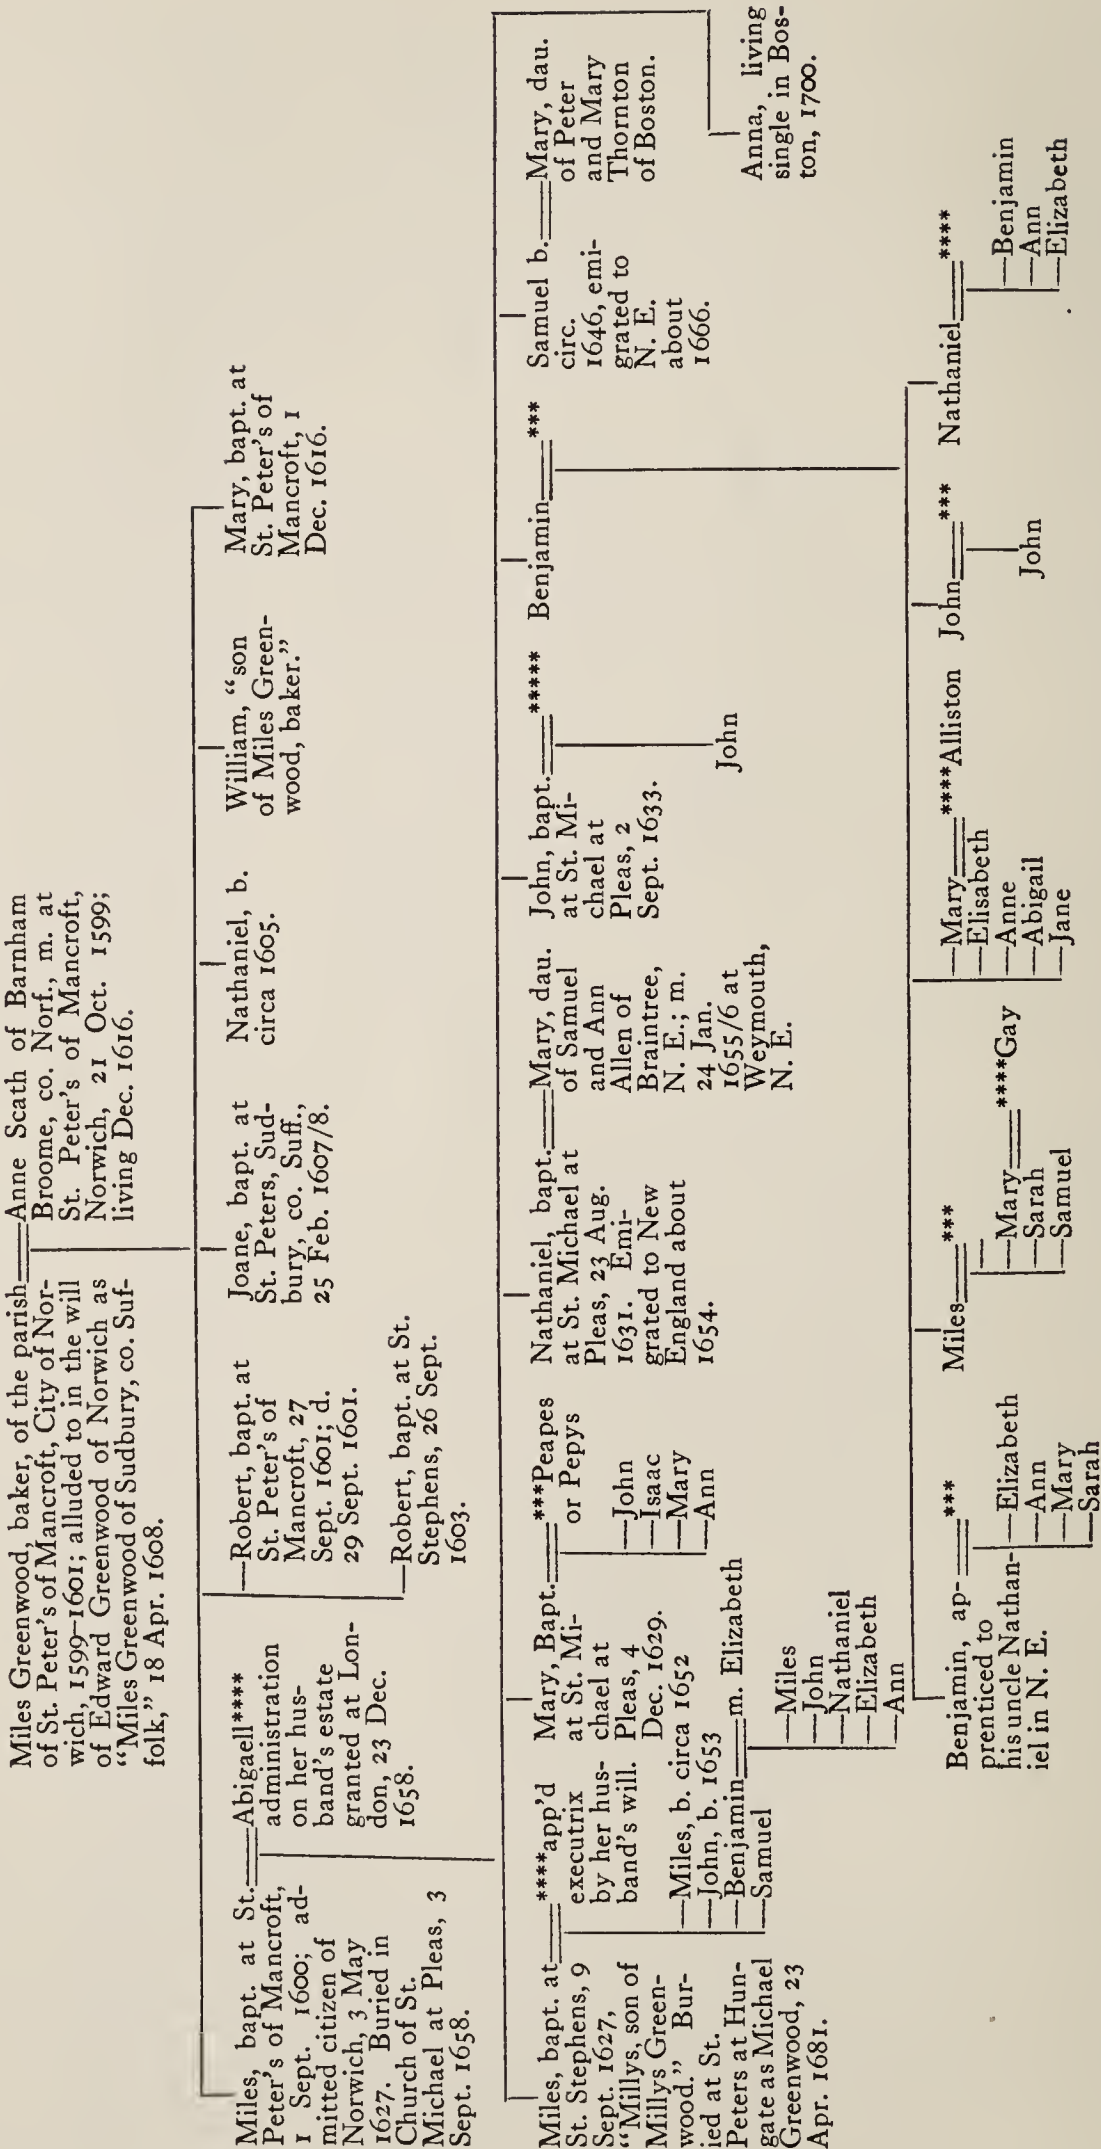 Miles Greenwood, baker, of the parish
of St. Peter's of Mancroft, City of Nor-
wich, 1599-1601; alluded to in the will
of Edward Greenwood of Norwich as
“Miles Greenwood of Sudbury, co. Suf-
folk,” 18 Apr. 1608.
Anne Scath of Barnham
Broome, co. Norf., m. at
St. Peter's of Mancroft,
Norwich, 21 Oct. 1599;
living Dec. 1616.
Miles, bapt. at St.
Peter's of Mancroft,
1 Sept. 1600; ad-
mitted citizen of
Norwich, 3 May
1627. Buried in
Church of St.
Michael at Pleas, 3
Sept. 1658.
Abigaell****
administration
on her hus-
band's estate
granted at Lon-
don, 23 Dec.
1658.
Robert, bapt. at
St. Peter's of
Mancroft, 27
Sept. 1601; d.
29 Sept. 1601.
Robert, bapt. at St.
Stephens, 26 Sept.
1603.
Joane, bapt. at
St. Peters, Sud-
bury, co. Suff.,
25 Feb. 1607/8.
Nathaniel, b.
circa 1605.
William, “son
of Miles Green-
wood, baker.”
Mary, bapt. at
St. Peter's of
Mancroft, 1
Dec. 1616.
Miles, bapt. at
St. Stephens, 9
Sept. 1627,
“Millys, son of
Millys Green-
wood.” Bur-
ied at St.
Peters at Hun-
gate as Michael
Greenwood, 23
Apr. 1681.
****app'd
executrix
by her hus-
band's will.
Miles, b. circa 1652
John, b. 1653
Benjamin m. Elizabeth
Samuel
Miles
John
Nathaniel
Elizabeth
Ann
Mary, Bapt.
at St. Mi-
chael at
Pleas, 4
Dec. 1629.
***Peapes
or Pepys
John
Isaac
Mary
Ann
Nathaniel, bapt.
at St. Michael at
Pleas, 23 Aug.
1631. Emi-
grated to New
England about
1654.
Mary, dau.
of Samuel
and Ann
Allen of
Braintree,
N. E.; m.
24 Jan.
1655/6 at
Weymouth,
N. E.
John, bapt.
at St. Mi-
chael at
Pleas, 2
Sept. 1633.
*****
John
Benjamin ***
Samuel b.
circ.
1646, emi-
grated to
N. E.
about
1666.
Mary, dau.
of Peter
and Mary
Thornton
of Boston.
Anna, living
single in Bos-
ton, 1700.
Benjamin, ap-
prenticed to
his uncle Nathan-
iel in N. E.
***
Elizabeth
Ann
Mary
Sarah
Miles ***
Mary ****Gay
Sarah
Samuel
Mary ****Alliston
Elisabeth
Anne
Abigail
Jane
John ***
John
Nathaniel ****
Benjamin
Ann
Elizabeth